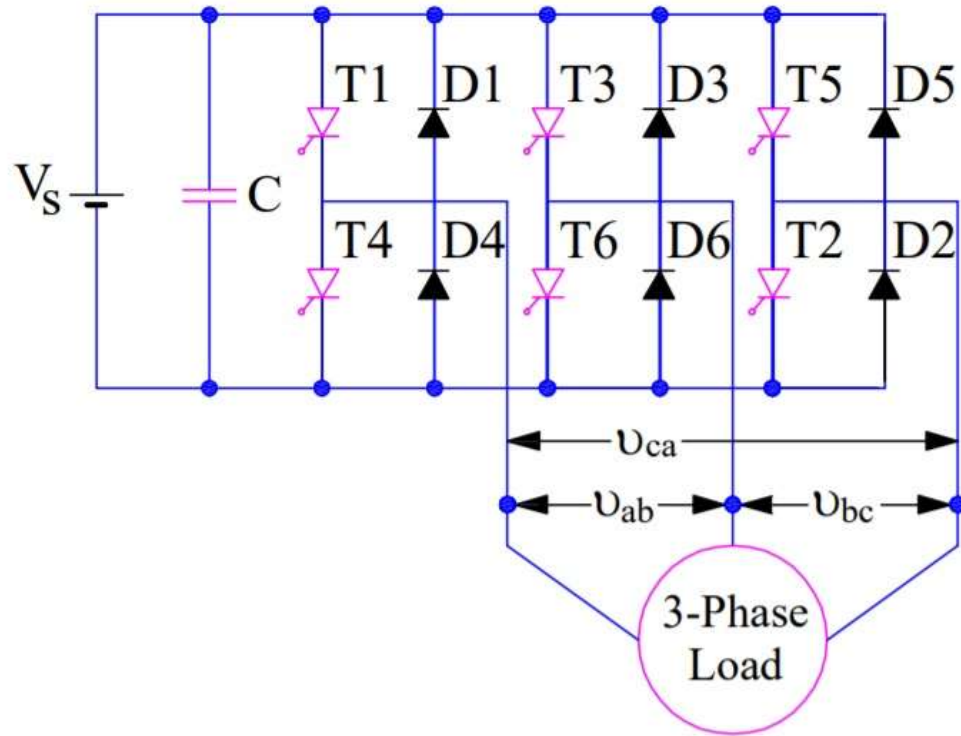 T1 D1 T3 D3 T5 D5
Vs C
T4 D4 T6 D6 T2 D2
υca
υab υbc
3-Phase
Load